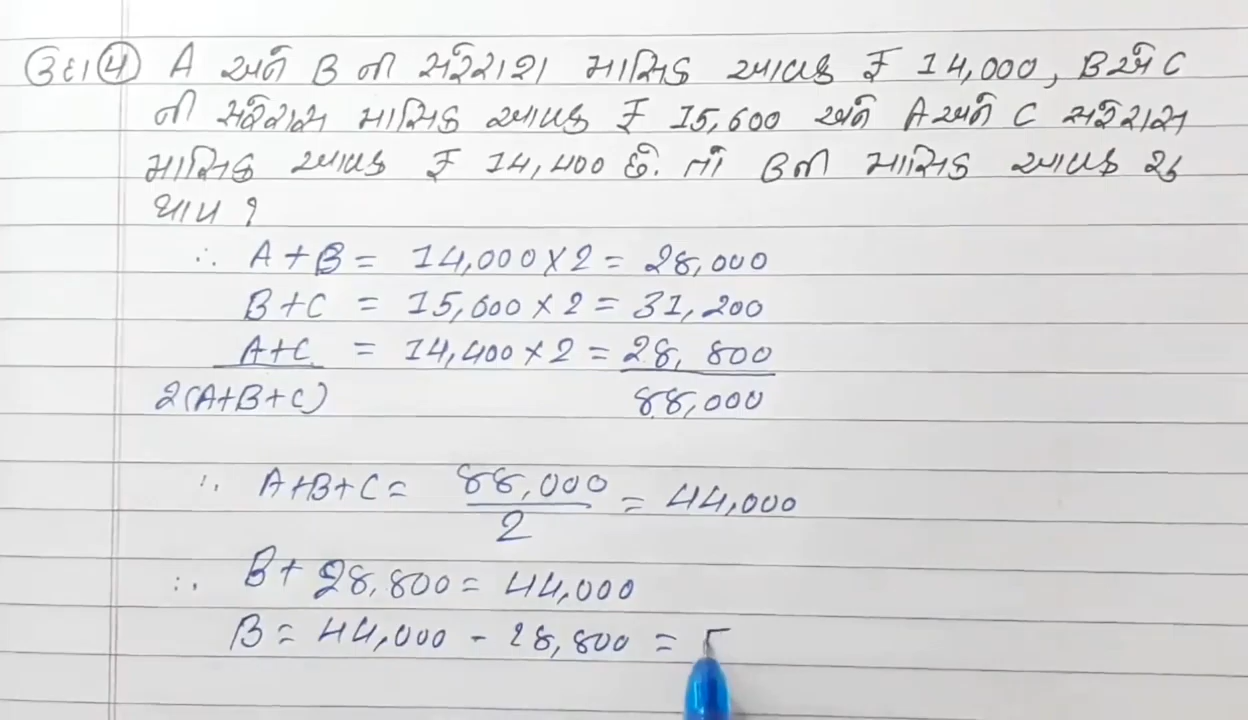 ઉદા ૫ A અને B ની સરેરાશ માસિક આવક ₹ 14,000, B અને C
ની સરેરાશ માસિક આવક ₹ 15,600 અને A અને C સરેરાશ
માસિક આવક ₹ 14,400 છે. તો B ની માસિક આવક શું
થાય ?
∴ A + B = 14,000 × 2 = 28,000
B + C = 15,600 × 2 = 31,200
A + C = 14,400 × 2 = 28,800
2(A+B+C) 88,000
∴ A+B+C = 88,000/2 = 44,000
∴ B + 28,800 = 44,000
B = 44,000 - 28,800 =